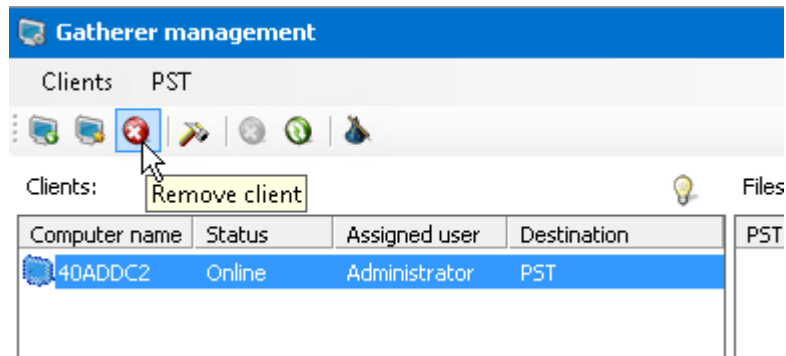 Gatherer management
Clients PST
Remove client
Clients: Files
Computer name Status Assigned user Destination PST
40ADDC2 Online Administrator PST